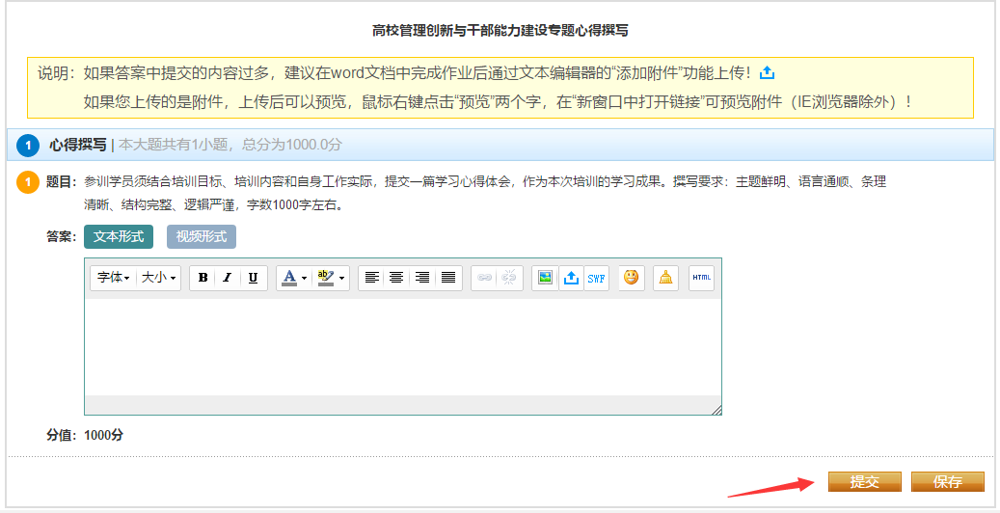 高校管理创新与干部能力建设专题心得撰写
说明：如果答案中提交的内容过多，建议在word文档中完成作业后通过文本编辑器的“添加附件”功能上传！
如果您上传的是附件，上传后可以预览，鼠标右键点击“预览”两个字，在“新窗口中打开链接”可预览附件（IE浏览器除外）！
1 心得撰写 | 本大题共有1小题，总分为1000.0分
1 题目：参训学员须结合培训目标、培训内容和自身工作实际，提交一篇学习心得体会，作为本次培训的学习成果。撰写要求：主题鲜明、语言通顺、条理
清晰、结构完整、逻辑严谨，字数1000字左右。
答案： 文本形式 视频形式
字体 大小 B I U A ab SWF HTML
分值：1000分
提交 保存